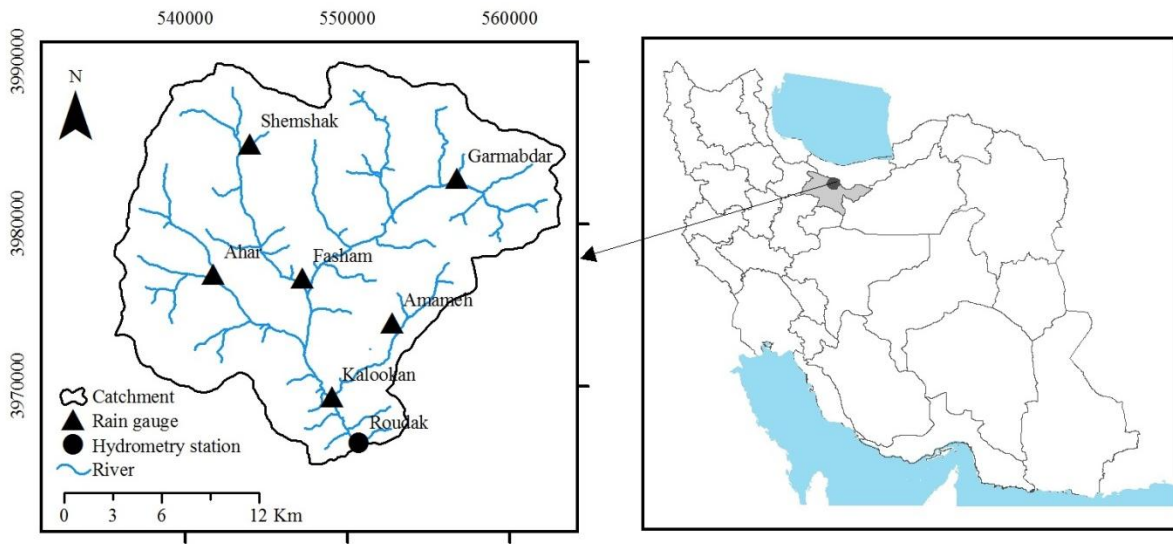 540000
550000
560000
3990000
3980000
3970000
N
Shemshak
Garmabdar
Ahar
Fasham
Amameh
Kalookan
Roudak
Catchment
Rain gauge
Hydrometry station
River
0 3 6 12 Km